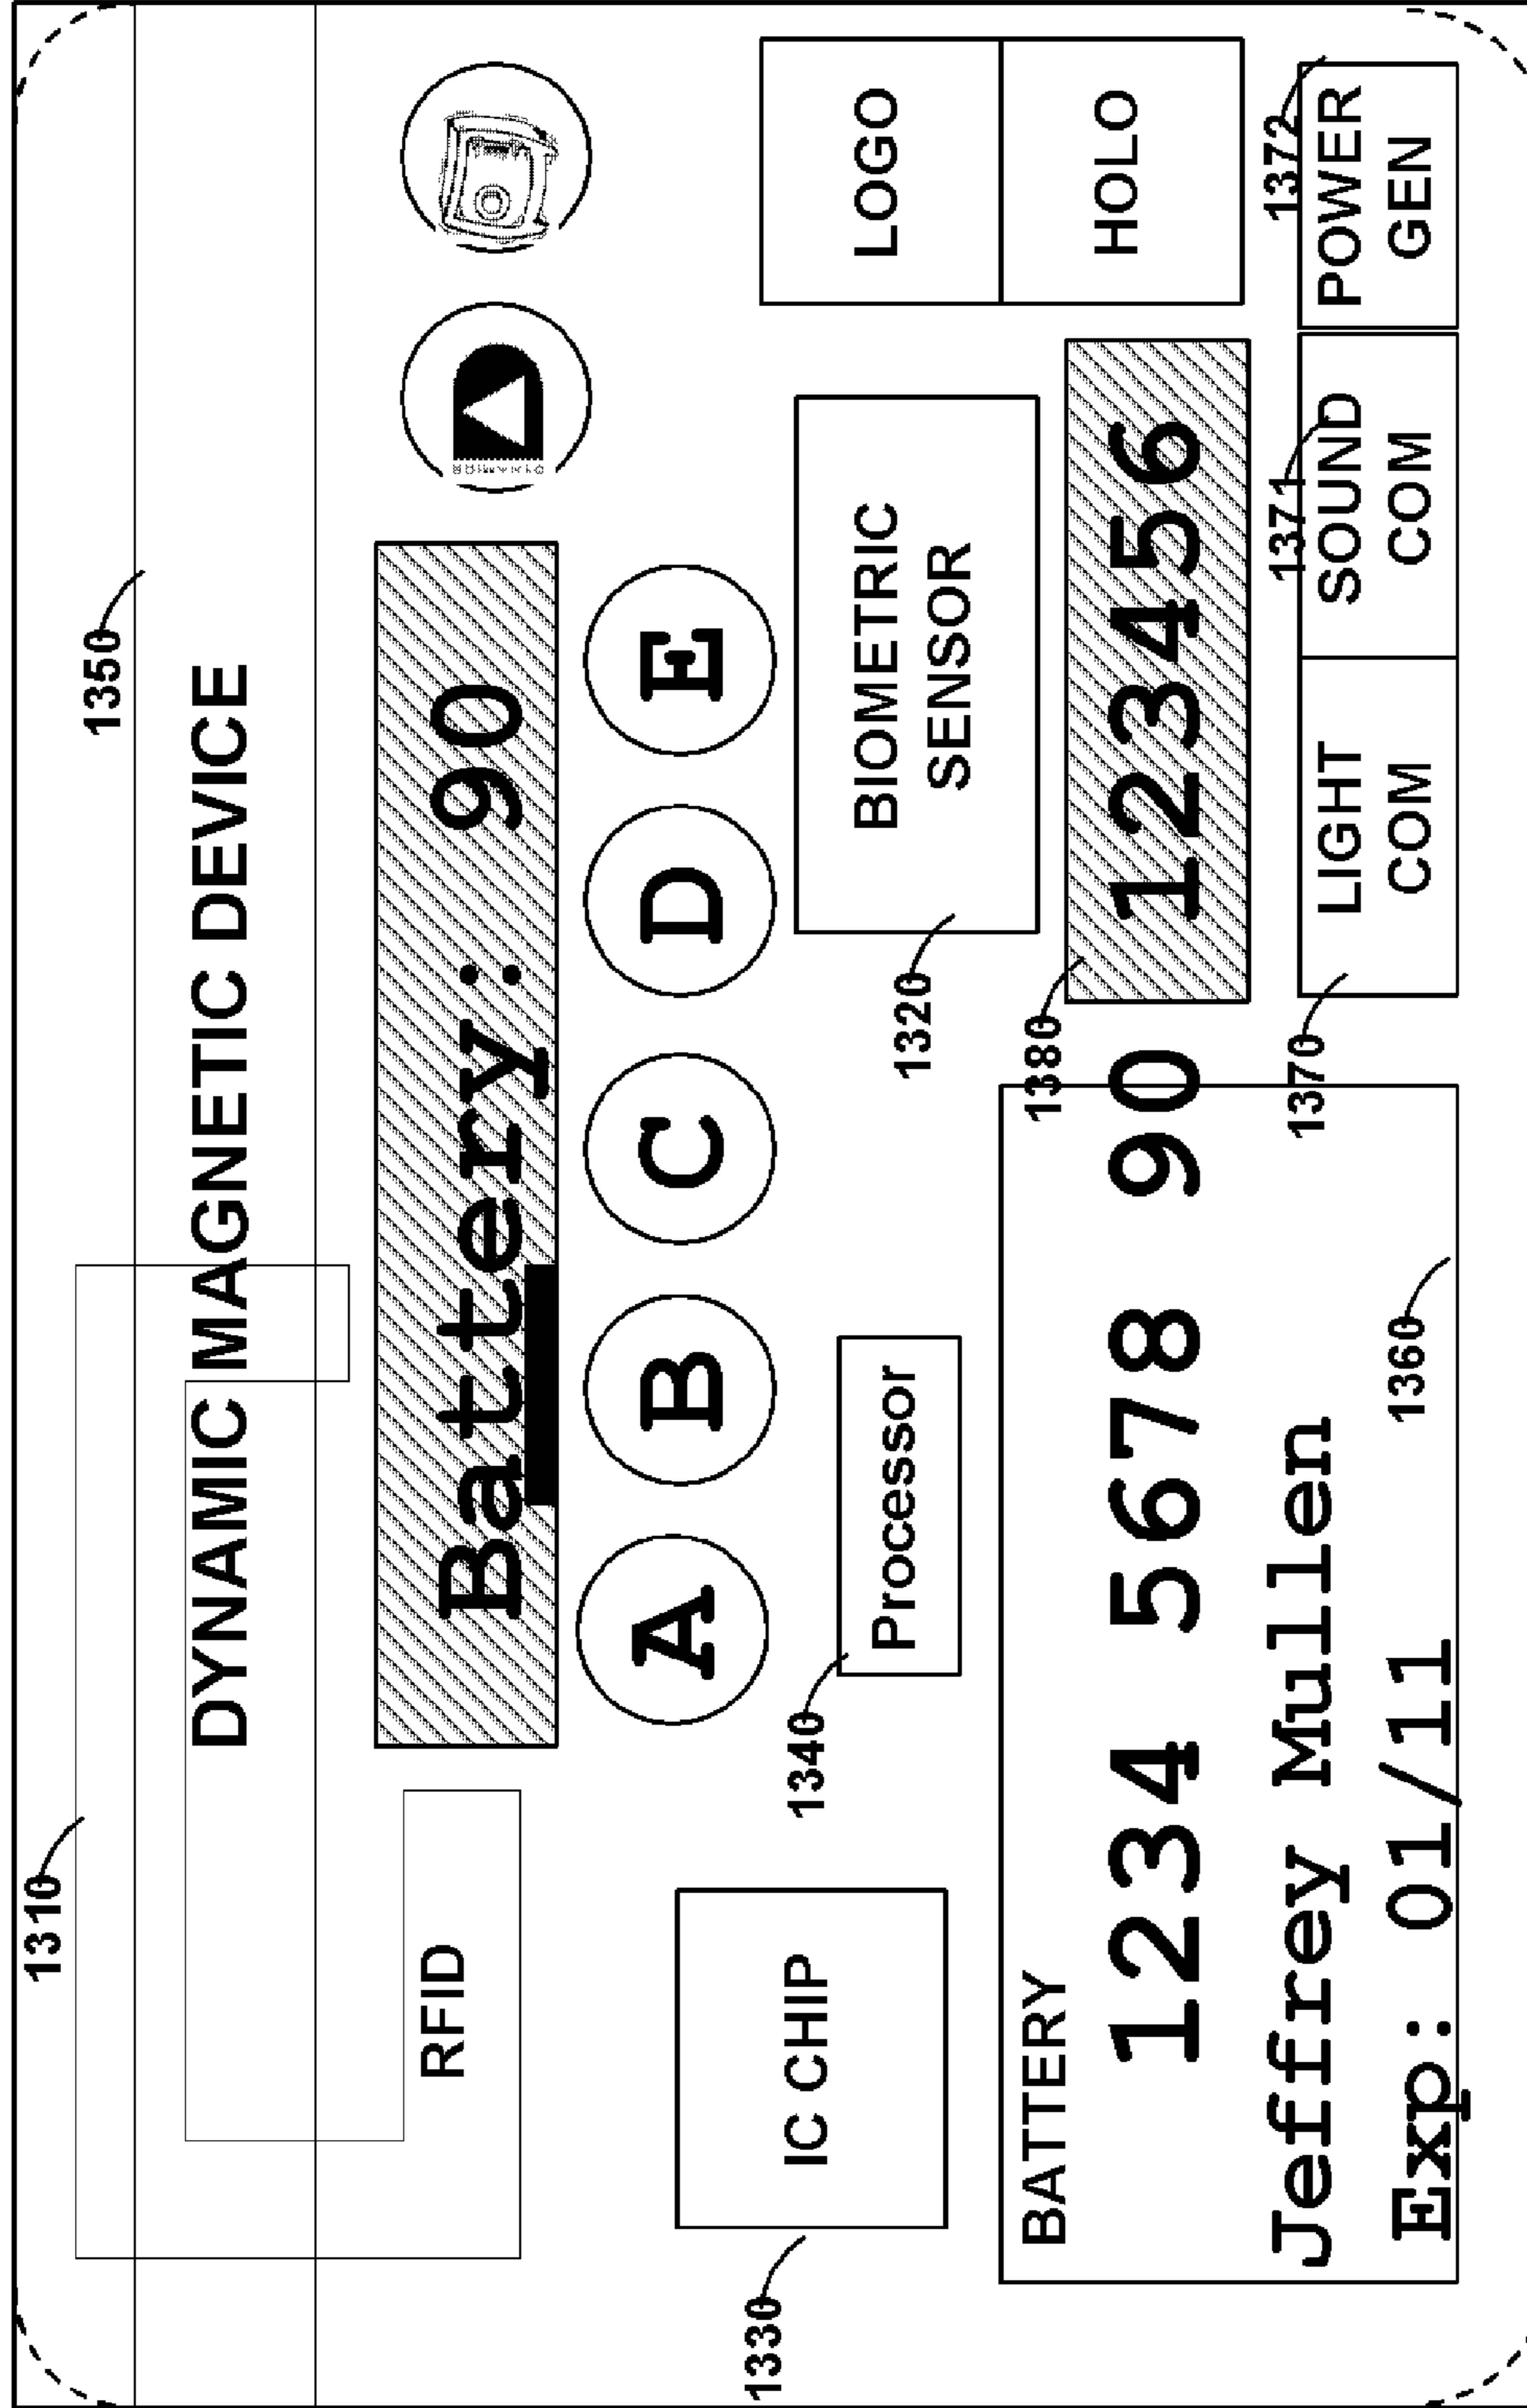 1310
1350
DYNAMIC MAGNETIC DEVICE
RFID
Battery: 90
A B C D E
1330
IC CHIP
1340
Processor
1320
BIOMETRIC
SENSOR
LOGO
HOLO
BATTERY
1380
1234 5678 90
123456
Jeffrey Mullen
Exp: 01/11
1360
1370
LIGHT
COM
1371
SOUND
COM
1372
POWER
GEN